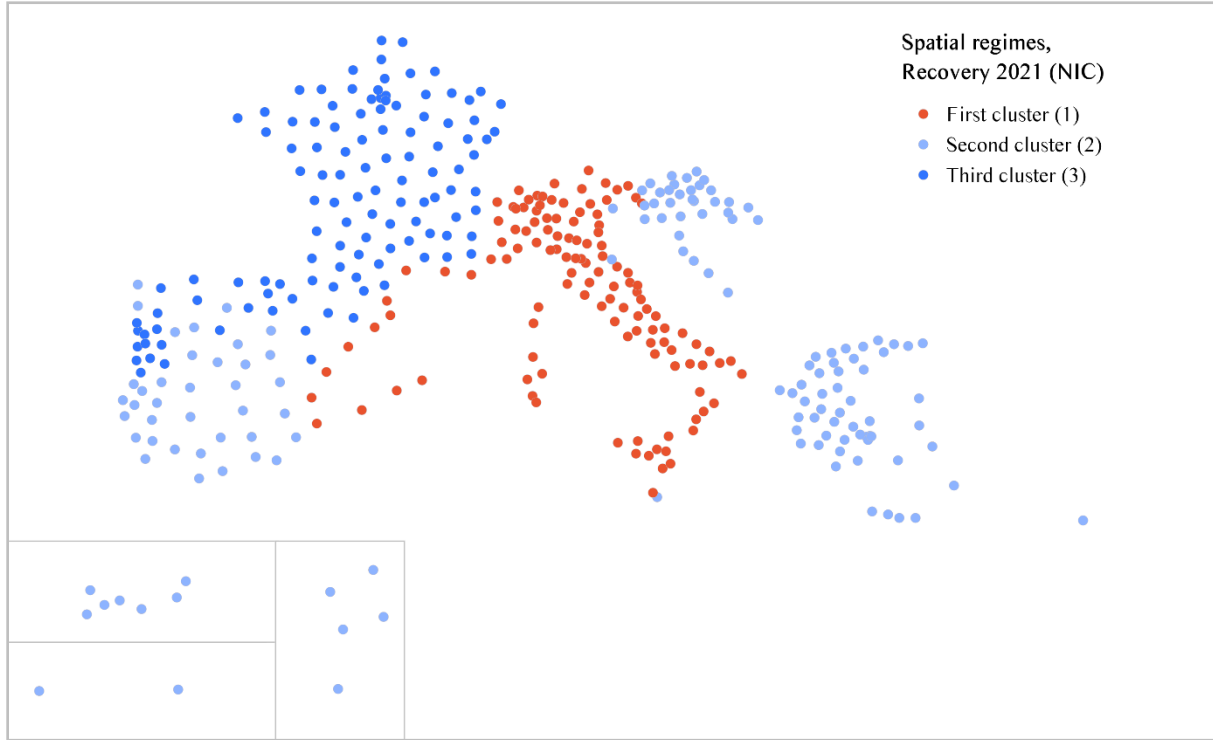 Spatial regimes,
Recovery 2021 (NIC)
First cluster (1)
Second cluster (2)
Third cluster (3)